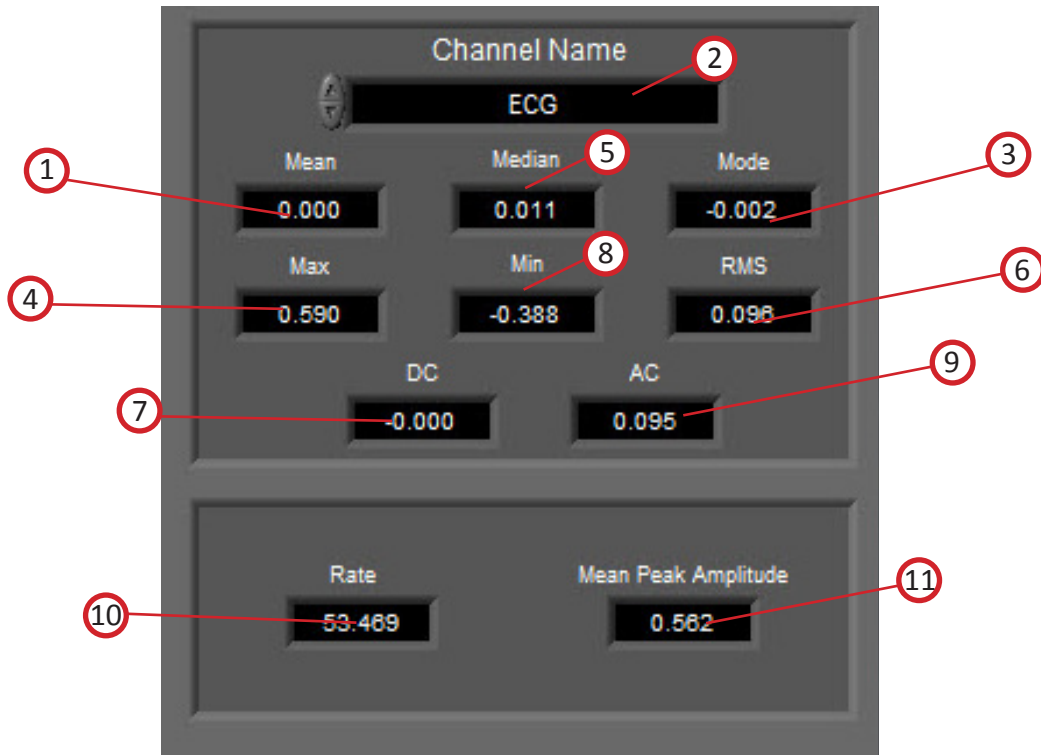 Channel Name
2
ECG
1
Mean
Median
5
Mode
3
0.000
0.011
-0.002
4
Max
Min
8
RMS
6
0.590
-0.388
0.096
DC
AC
9
7
-0.000
0.095
Rate
Mean Peak Amplitude
11
10
53.469
0.562